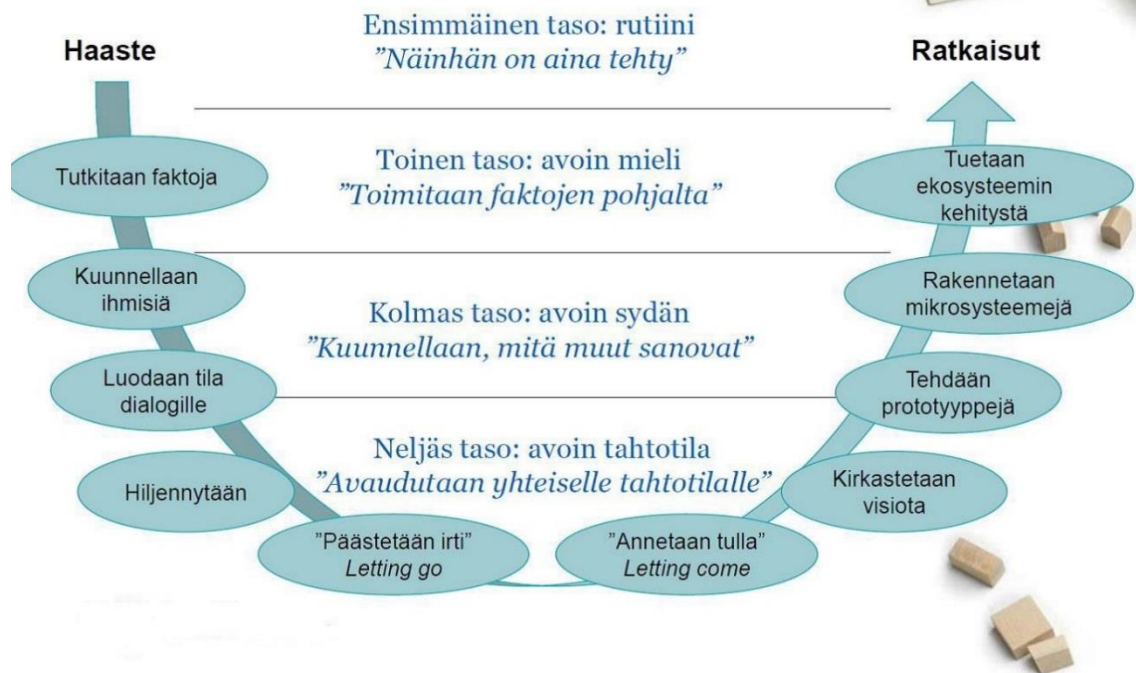 Haaste
Ensimmäinen taso: rutiini
”Näinhän on aina tehty”
Ratkaisut
Tutkitaan faktoja
Toinen taso: avoin mieli
”Toimitaan faktojen pohjalta”
Tuetaan
ekosysteemin
kehitystä
Kuunnellaan
ihmisiä
Kolmas taso: avoin sydän
”Kuunnellaan, mitä muut sanovat”
Rakennetaan
mikrosysteemejä
Luodaan tila
dialogille
Tehdään
prototyyppejä
Hiljennytään
Neljäs taso: avoin tahtotila
”Avaudutaan yhteiselle tahtotilalle”
Kirkastetaan
visiota
”Päästetään irti”
Letting go
”Annetaan tulla”
Letting come